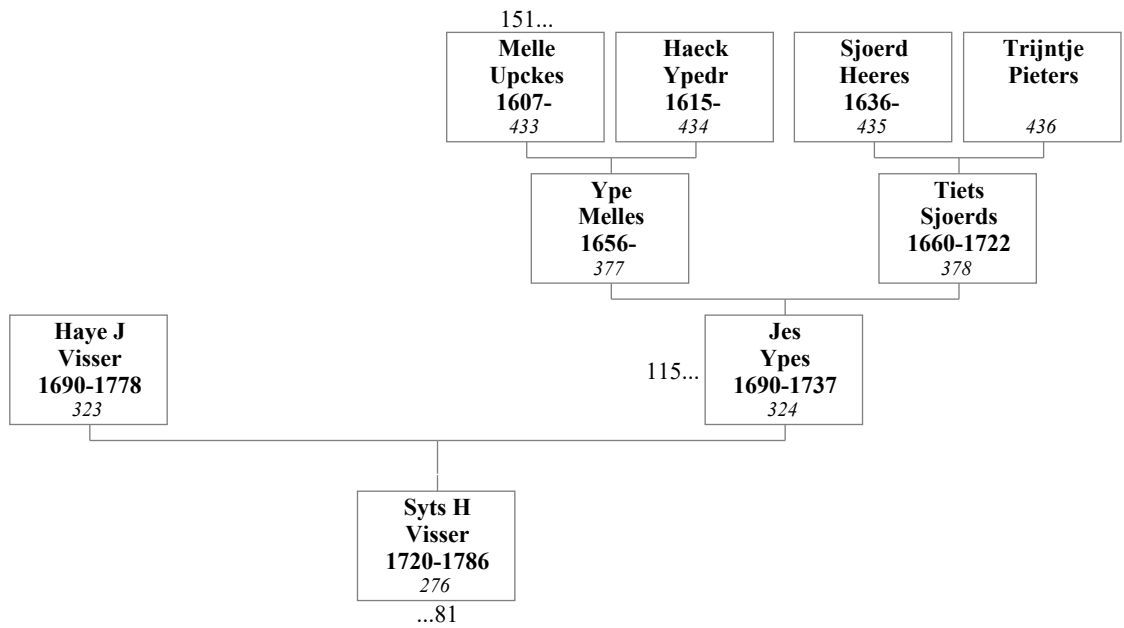 151...
Melle
Upckes
1607-
433
Haeck
Ypedr
1615-
434
Sjoerd
Heeres
1636-
435
Trijntje
Pieters
436
Ype
Melles
1656-
377
Tiets
Sjoerds
1660-1722
378
Haye J
Visser
1690-1778
323
115...
Jes
Ypes
1690-1737
324
Syts H
Visser
1720-1786
276
...81